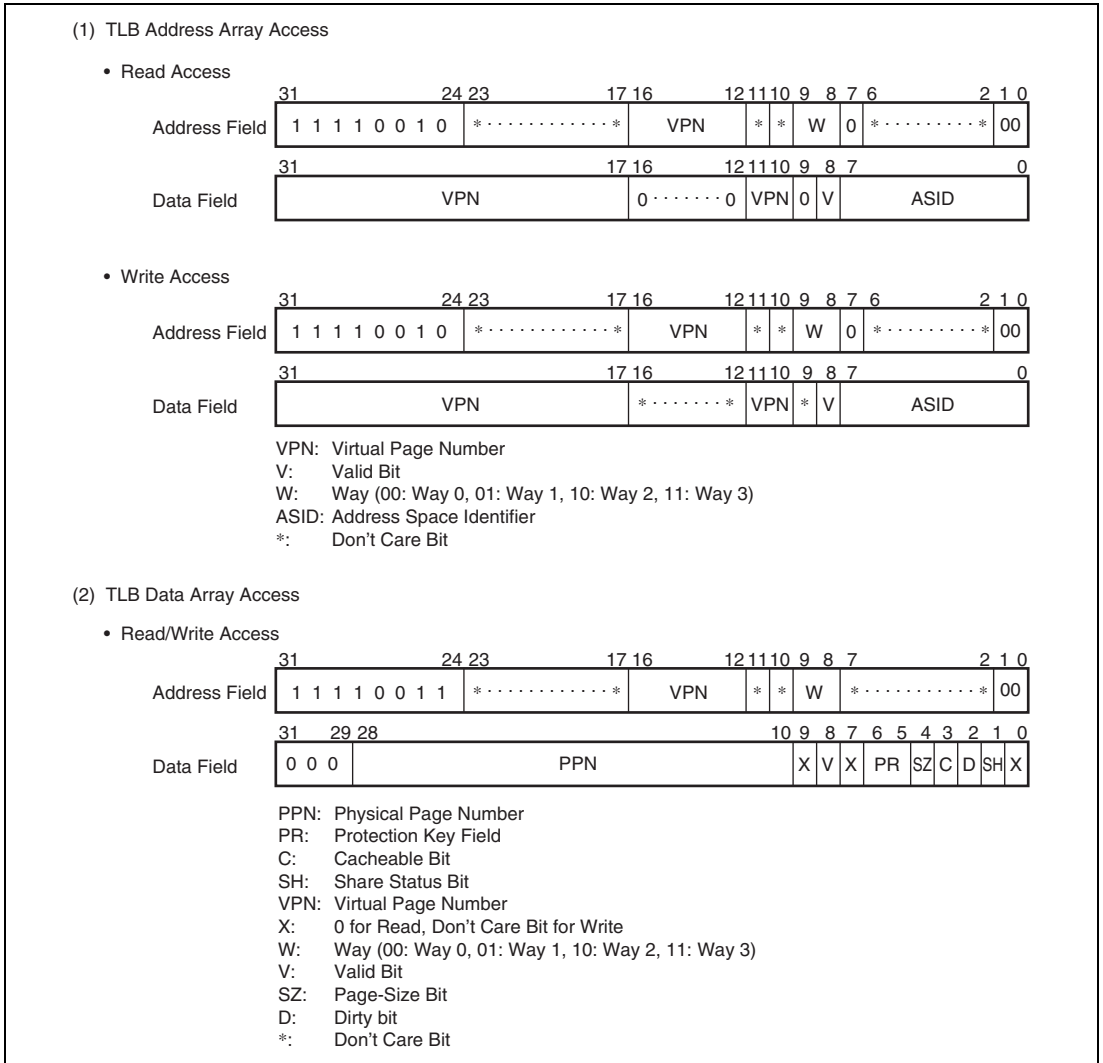 (1) TLB Address Array Access
• Read Access
31 24 23 17 16 12 11 10 9 8 7 6 2 1 0
Address Field 1 1 1 1 0 0 1 0 *············* VPN * * W 0 *·········* 00
31 17 16 12 11 10 9 8 7 0
Data Field VPN 0·······0 VPN 0 V ASID
• Write Access
31 24 23 17 16 12 11 10 9 8 7 6 2 1 0
Address Field 1 1 1 1 0 0 1 0 *············* VPN * * W 0 *·········* 00
31 17 16 12 11 10 9 8 7 0
Data Field VPN *·······* VPN * V ASID
VPN: Virtual Page Number
V: Valid Bit
W: Way (00: Way 0, 01: Way 1, 10: Way 2, 11: Way 3)
ASID: Address Space Identifier
*: Don't Care Bit
(2) TLB Data Array Access
• Read/Write Access
31 24 23 17 16 12 11 10 9 8 7 2 1 0
Address Field 1 1 1 1 0 0 1 1 *············* VPN * * W *···········* 00
31 29 28 10 9 8 7 6 5 4 3 2 1 0
Data Field 0 0 0 PPN X V X PR SZ C D SH X
PPN: Physical Page Number
PR: Protection Key Field
C: Cacheable Bit
SH: Share Status Bit
VPN: Virtual Page Number
X: 0 for Read, Don't Care Bit for Write
W: Way (00: Way 0, 01: Way 1, 10: Way 2, 11: Way 3)
V: Valid Bit
SZ: Page-Size Bit
D: Dirty bit
*: Don't Care Bit